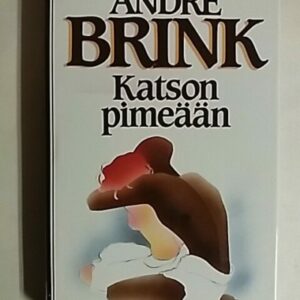 ANDRÉ
BRINK
Katson
pimeään